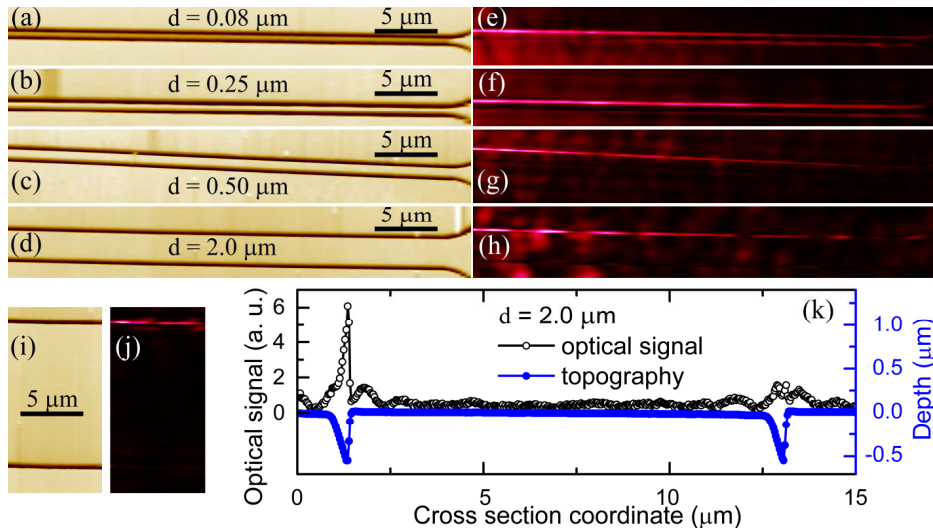 (a) d = 0.08 µm 5 µm (e)
(b) d = 0.25 µm 5 µm (f)
5 µm
(c) d = 0.50 µm (g)
5 µm
(d) d = 2.0 µm (h)
(i) (j)
5 µm
Optical signal (a. u.)
6
4
2
0
(k)
d = 2.0 µm
optical signal
topography
1.0
0.5
0.0
-0.5
Depth (µm)
0 5 10 15
Cross section coordinate (µm)